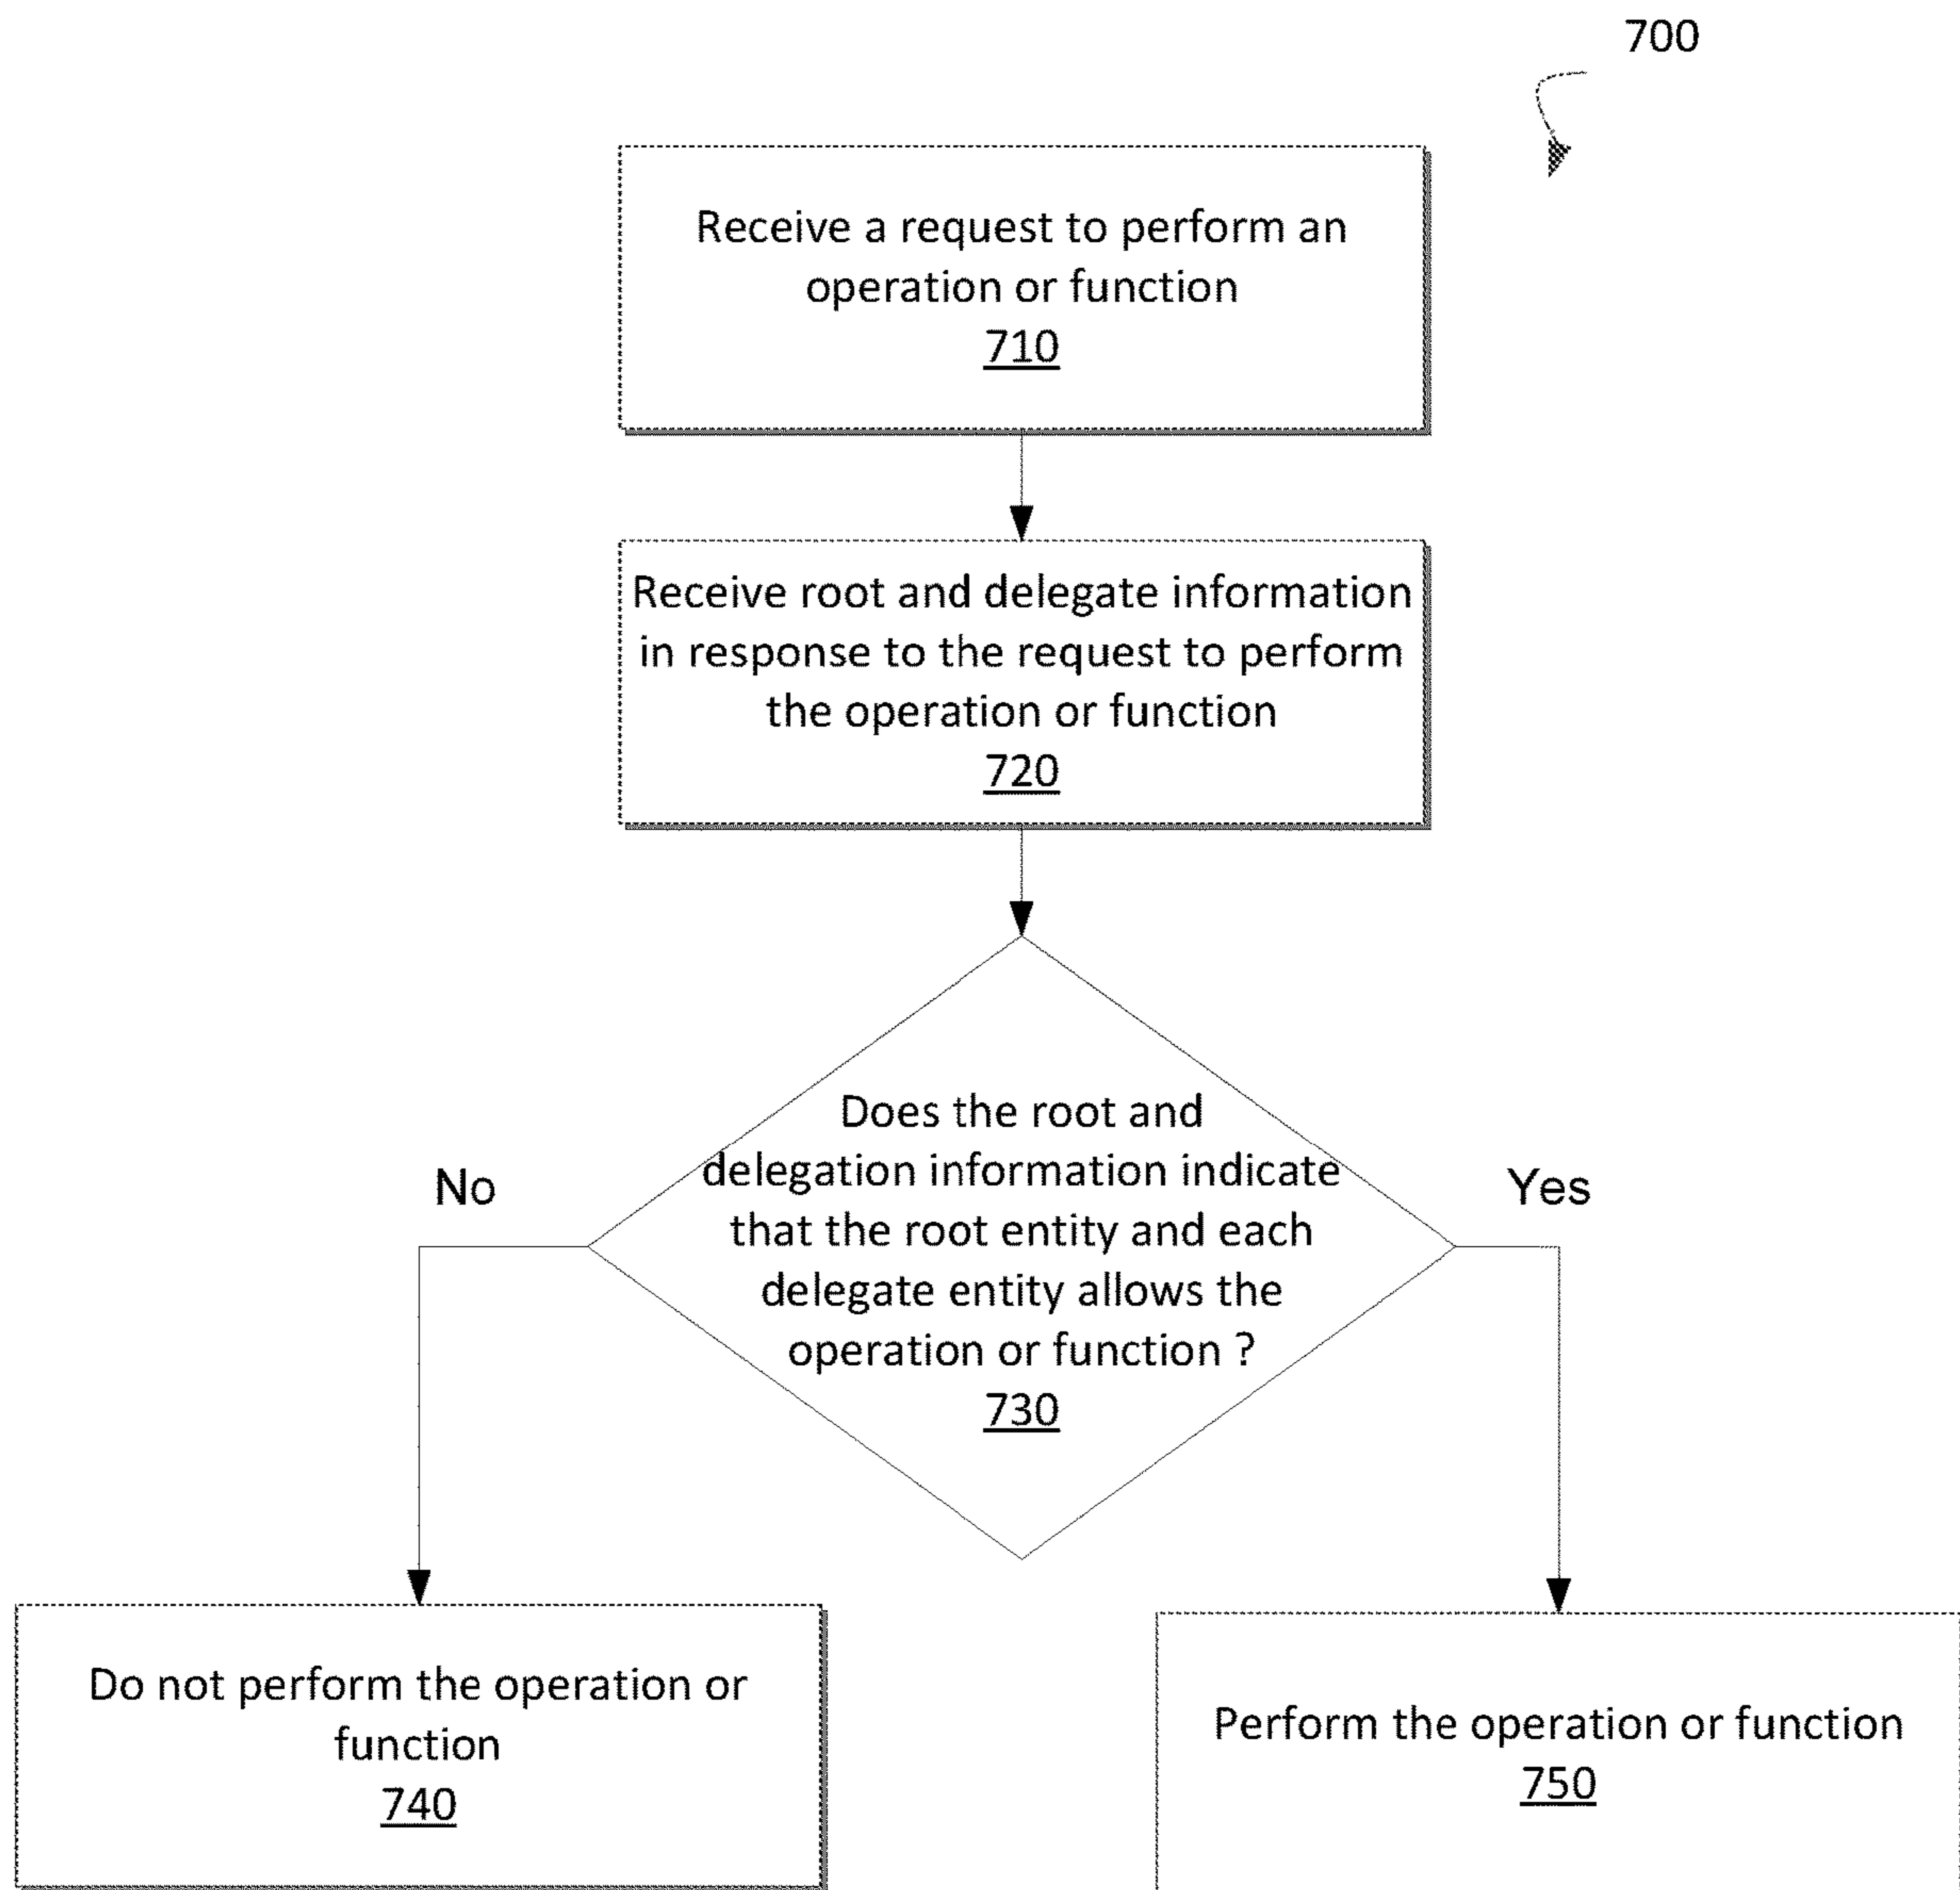 700
Receive a request to perform an
operation or function
710
Receive root and delegate information
in response to the request to perform
the operation or function
720
Does the root and
delegation information indicate
that the root entity and each
delegate entity allows the
operation or function ?
730
No
Yes
Do not perform the operation or
function
740
Perform the operation or function
750